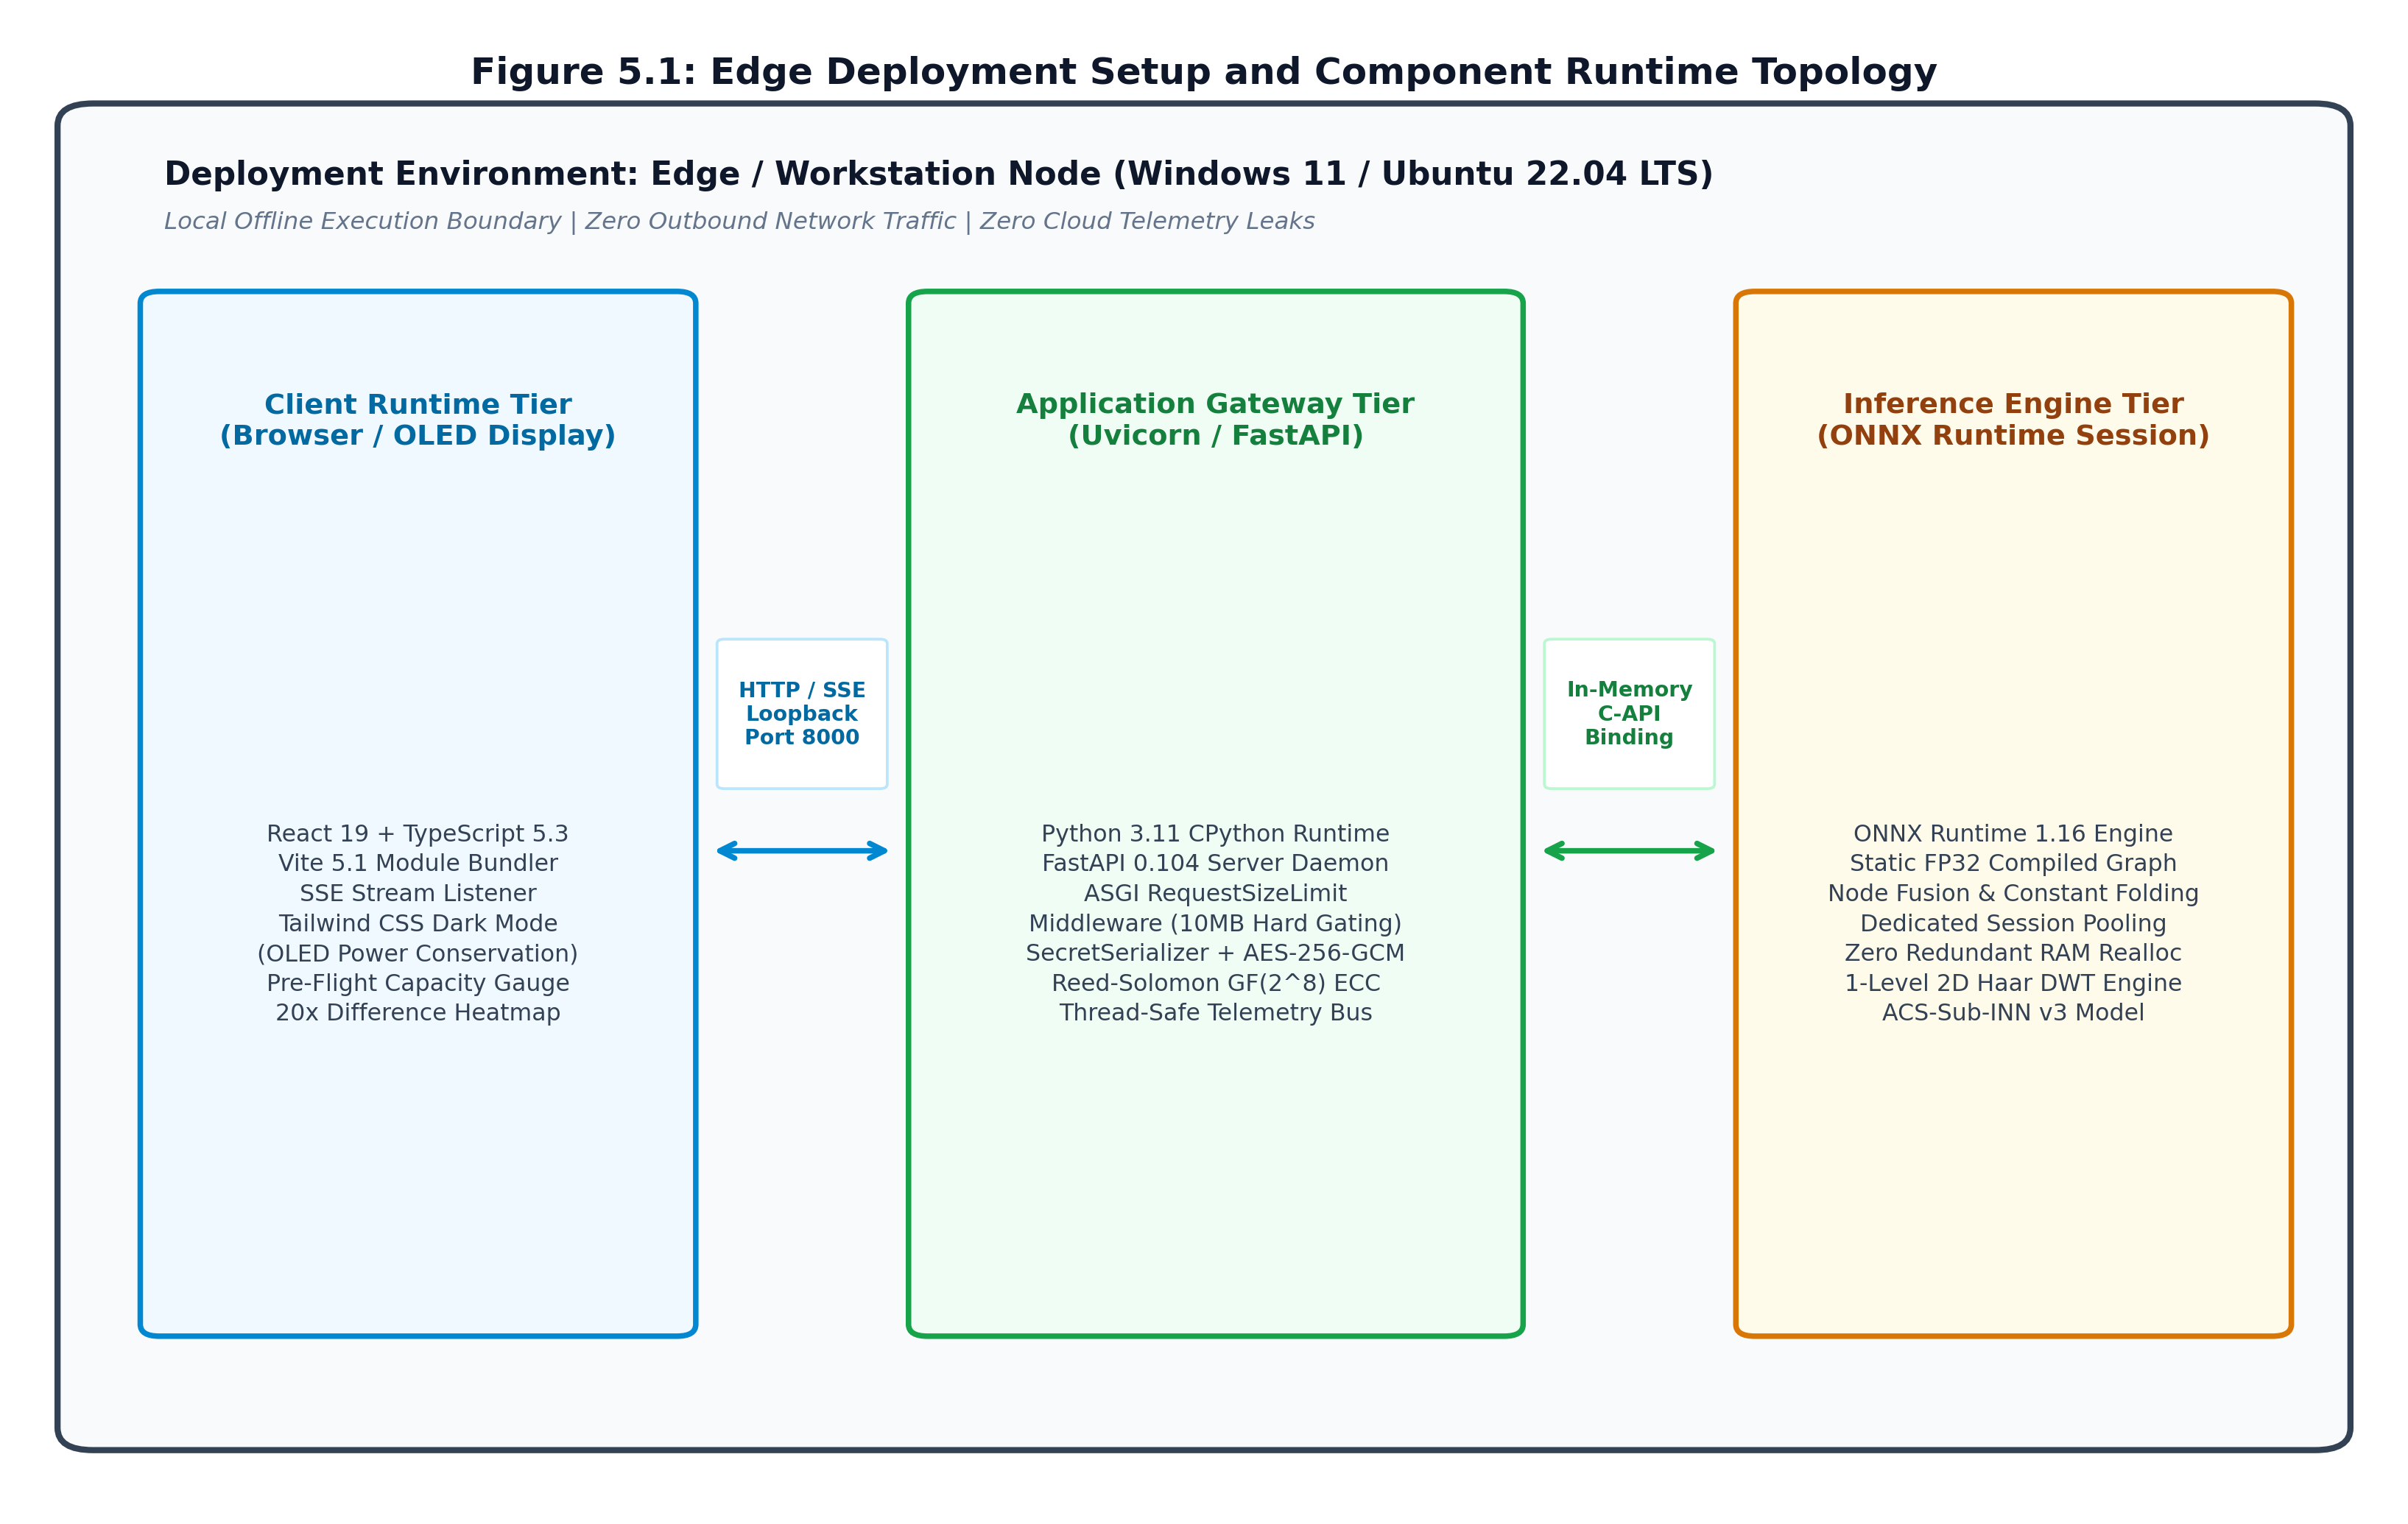 Figure 5.1: Edge Deployment Setup and Component Runtime Topology
Deployment Environment: Edge / Workstation Node (Windows 11 / Ubuntu 22.04 LTS)
Local Offline Execution Boundary | Zero Outbound Network Traffic | Zero Cloud Telemetry Leaks
Client Runtime Tier
(Browser / OLED Display)
React 19 + TypeScript 5.3
Vite 5.1 Module Bundler
SSE Stream Listener
Tailwind CSS Dark Mode
(OLED Power Conservation)
Pre-Flight Capacity Gauge
20x Difference Heatmap
HTTP / SSE
Loopback
Port 8000
Application Gateway Tier
(Uvicorn / FastAPI)
Python 3.11 CPython Runtime
FastAPI 0.104 Server Daemon
ASGI RequestSizeLimit
Middleware (10MB Hard Gating)
SecretSerializer + AES-256-GCM
Reed-Solomon GF(2^8) ECC
Thread-Safe Telemetry Bus
In-Memory
C-API
Binding
Inference Engine Tier
(ONNX Runtime Session)
ONNX Runtime 1.16 Engine
Static FP32 Compiled Graph
Node Fusion & Constant Folding
Dedicated Session Pooling
Zero Redundant RAM Realloc
1-Level 2D Haar DWT Engine
ACS-Sub-INN v3 Model